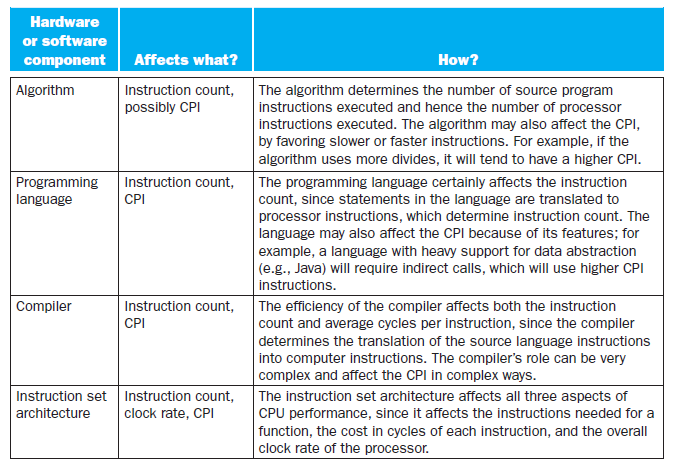 Hardware
or software
component
Affects what?
How?
Algorithm
Instruction count,
possibly CPI
The algorithm determines the number of source program
instructions executed and hence the number of processor
instructions executed. The algorithm may also affect the CPI,
by favoring slower or faster instructions. For example, if the
algorithm uses more divides, it will tend to have a higher CPI.
Programming
language
Instruction count,
CPI
The programming language certainly affects the instruction
count, since statements in the language are translated to
processor instructions, which determine instruction count. The
language may also affect the CPI because of its features; for
example, a language with heavy support for data abstraction
(e.g., Java) will require indirect calls, which will use higher CPI
instructions.
Compiler
Instruction count,
CPI
The efficiency of the compiler affects both the instruction
count and average cycles per instruction, since the compiler
determines the translation of the source language instructions
into computer instructions. The compiler's role can be very
complex and affect the CPI in complex ways.
Instruction set
architecture
Instruction count,
clock rate, CPI
The instruction set architecture affects all three aspects of
CPU performance, since it affects the instructions needed for a
function, the cost in cycles of each instruction, and the overall
clock rate of the processor.